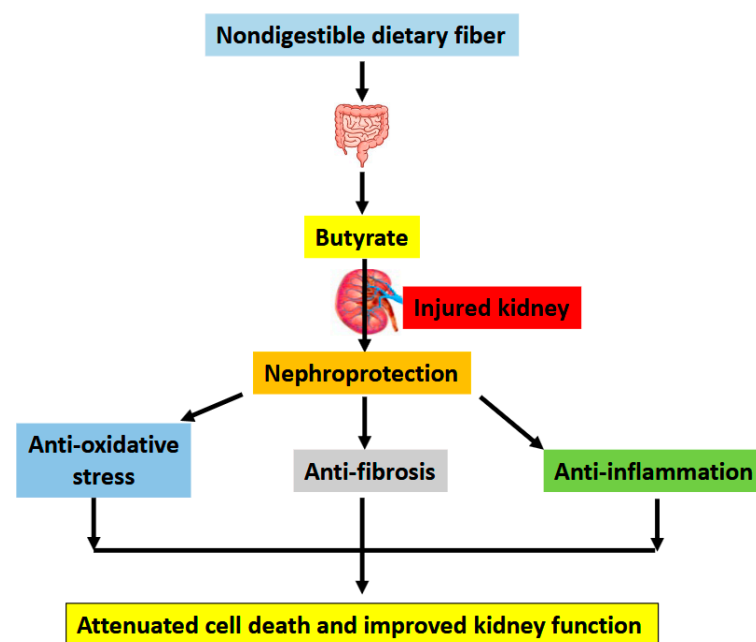 Nondigestible dietary fiber
Butyrate
Injured kidney
Nephroprotection
Anti-oxidative
stress
Anti-fibrosis
Anti-inflammation
Attenuated cell death and improved kidney function